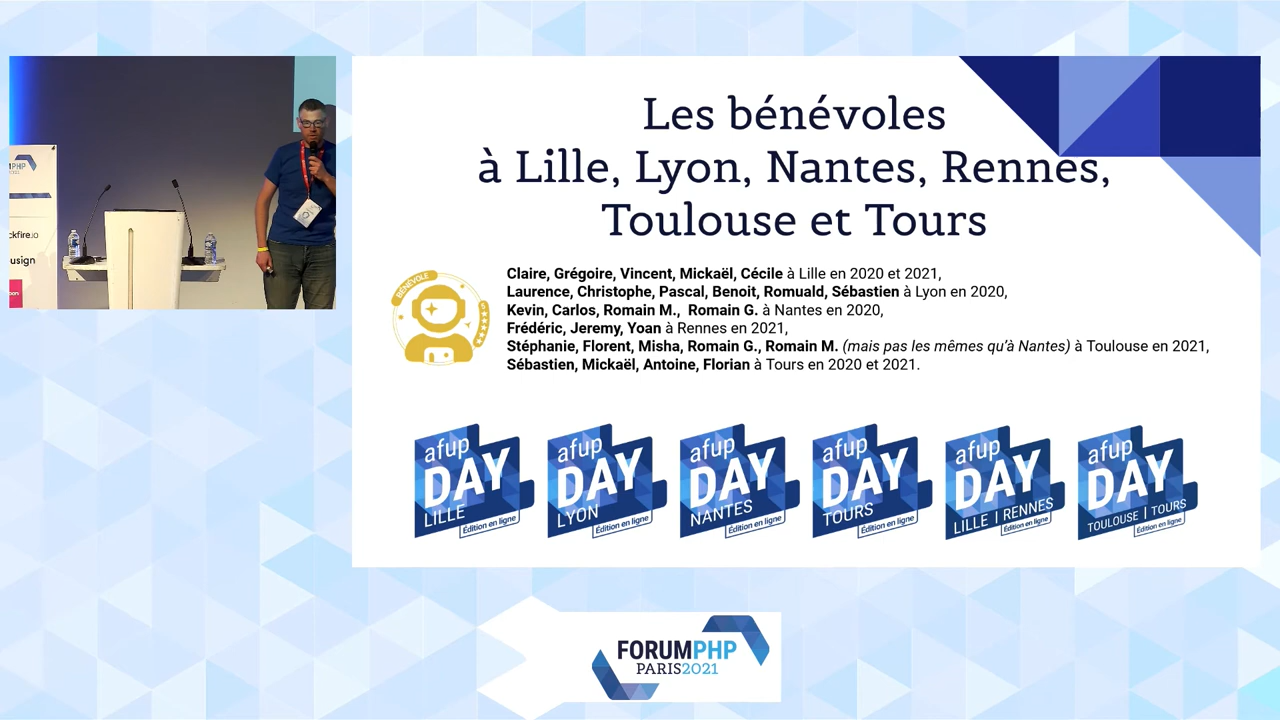 Les bénévoles
à Lille, Lyon, Nantes, Rennes,
Toulouse et Tours
BÉNÉVOLE
Claire, Grégoire, Vincent, Mickaël, Cécile à Lille en 2020 et 2021,
Laurence, Christophe, Pascal, Benoit, Romuald, Sébastien à Lyon en 2020,
Kevin, Carlos, Romain M., Romain G. à Nantes en 2020,
Frédéric, Jeremy, Yoan à Rennes en 2021,
Stéphanie, Florent, Misha, Romain G., Romain M. (mais pas les mêmes qu'à Nantes) à Toulouse en 2021,
Sébastien, Mickaël, Antoine, Florian à Tours en 2020 et 2021.
afup
DAY
LILLE
Édition en ligne
afup
DAY
LYON
Édition en ligne
afup
DAY
NANTES
Édition en ligne
afup
DAY
TOURS
Édition en ligne
afup
DAY
LILLE | RENNES
Édition en ligne
afup
DAY
TOULOUSE | TOURS
Édition en ligne
FORUMPHP
PARIS2021
ckfire.io